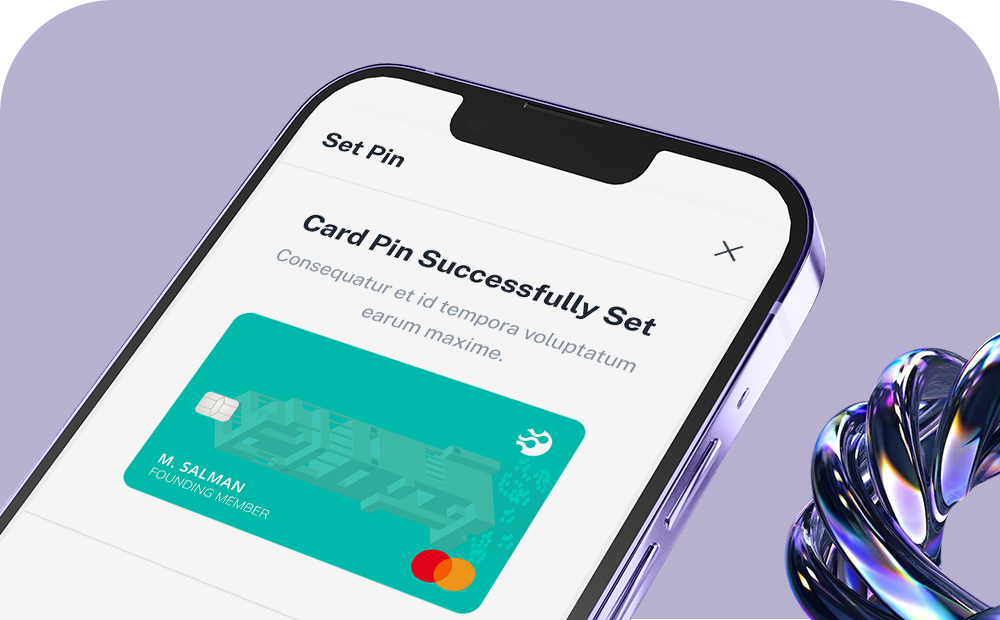 Set Pin
Card Pin Successfully Set
Consequatur et id tempora voluptatum
earum maxime.
M. SALMAN
FOUNDING MEMBER